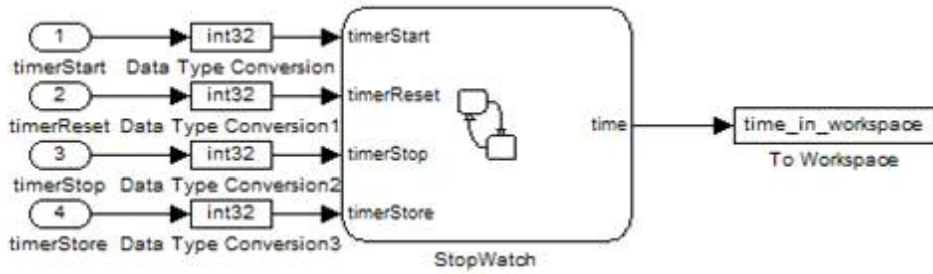 1 int32 timerStart
timerStart Data Type Conversion
2 int32 timerReset
timerReset Data Type Conversion1
time time_in_workspace
3 int32 timerStop
To Workspace
timerStop Data Type Conversion2
4 int32 timerStore
timerStore Data Type Conversion3
StopWatch